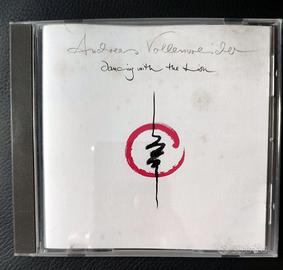 Andreas Vollenweider
Dancing with the Lion